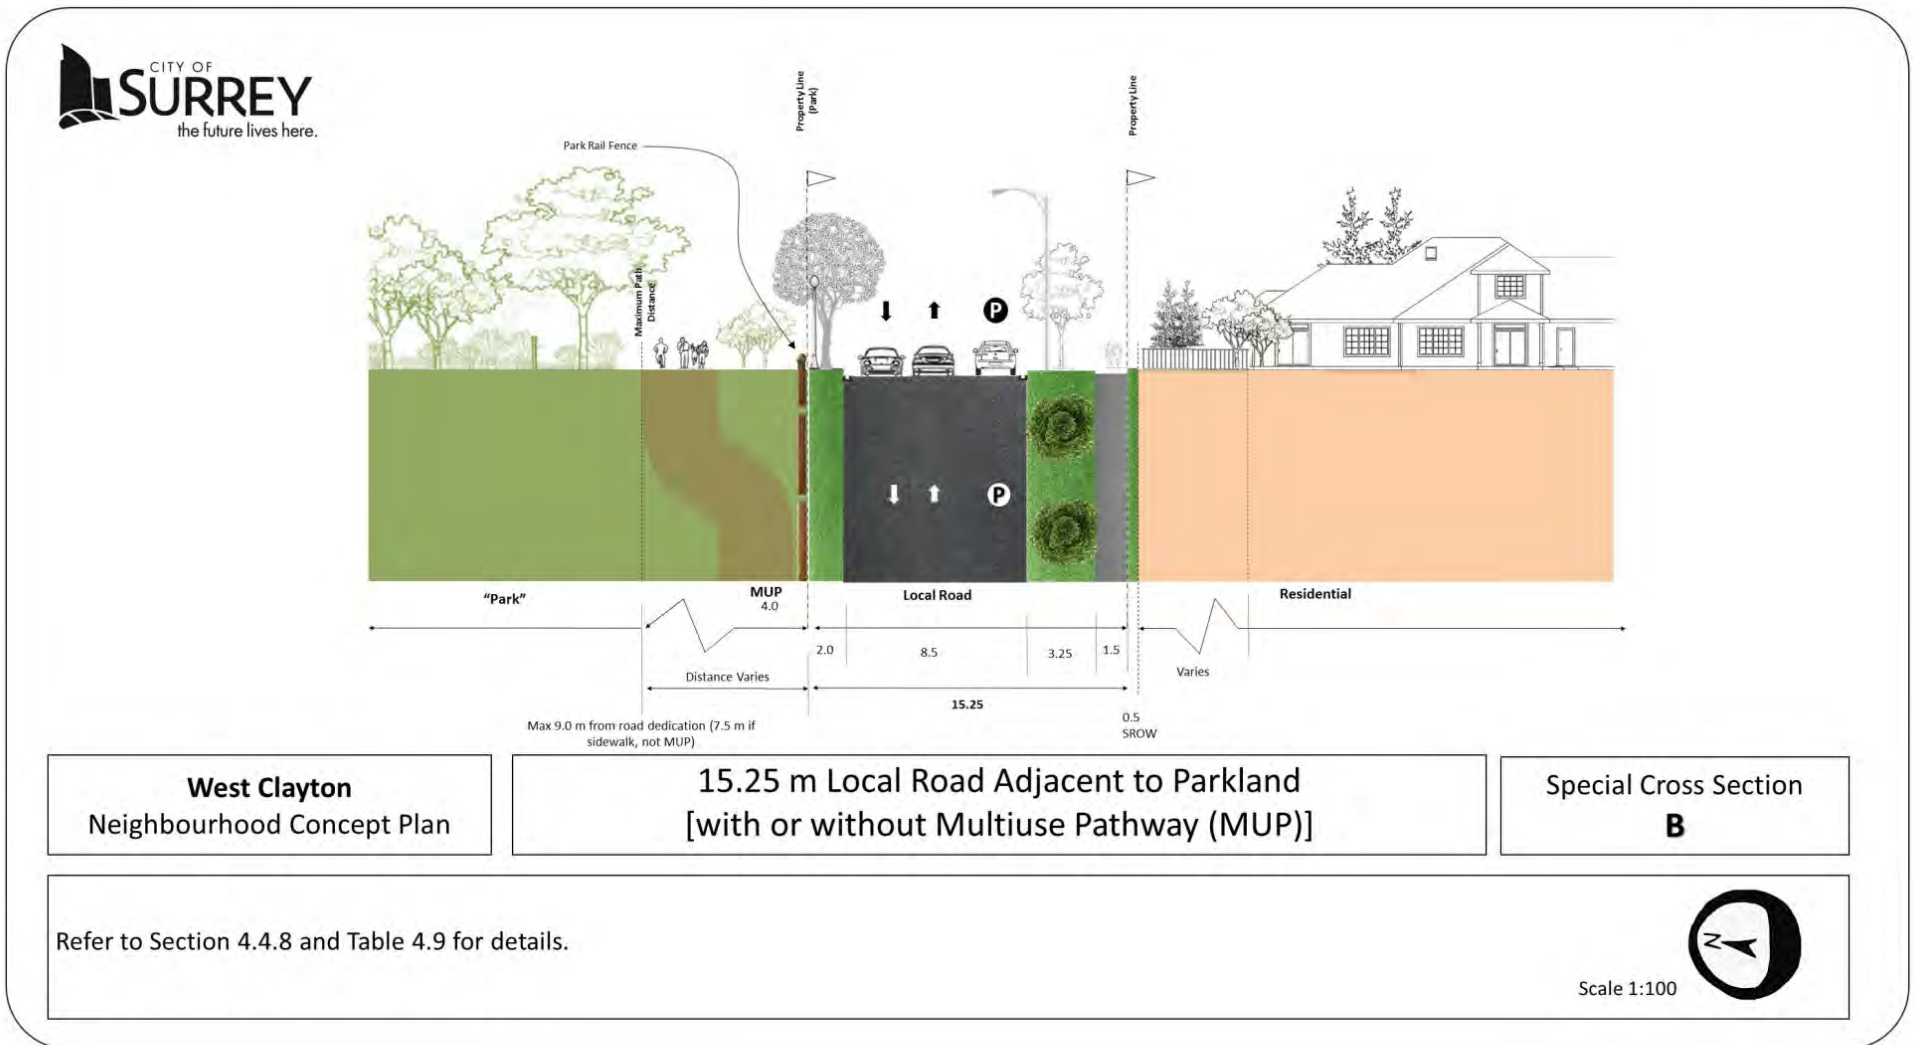 CITY OF
SURREY
the future lives here.
Property Line
(Park)
Property Line
Park Rail Fence
Maximum Path
Distance
P
P
"Park"
MUP
4.0
Local Road
Residential
2.0
8.5
3.25
1.5
Distance Varies
Varies
15.25
Max 9.0 m from road dedication (7.5 m if
sidewalk, not MUP)
0.5
SROW
West Clayton
Neighbourhood Concept Plan
15.25 m Local Road Adjacent to Parkland
[with or without Multiuse Pathway (MUP)]
Special Cross Section
B
Refer to Section 4.4.8 and Table 4.9 for details.
Scale 1:100
N